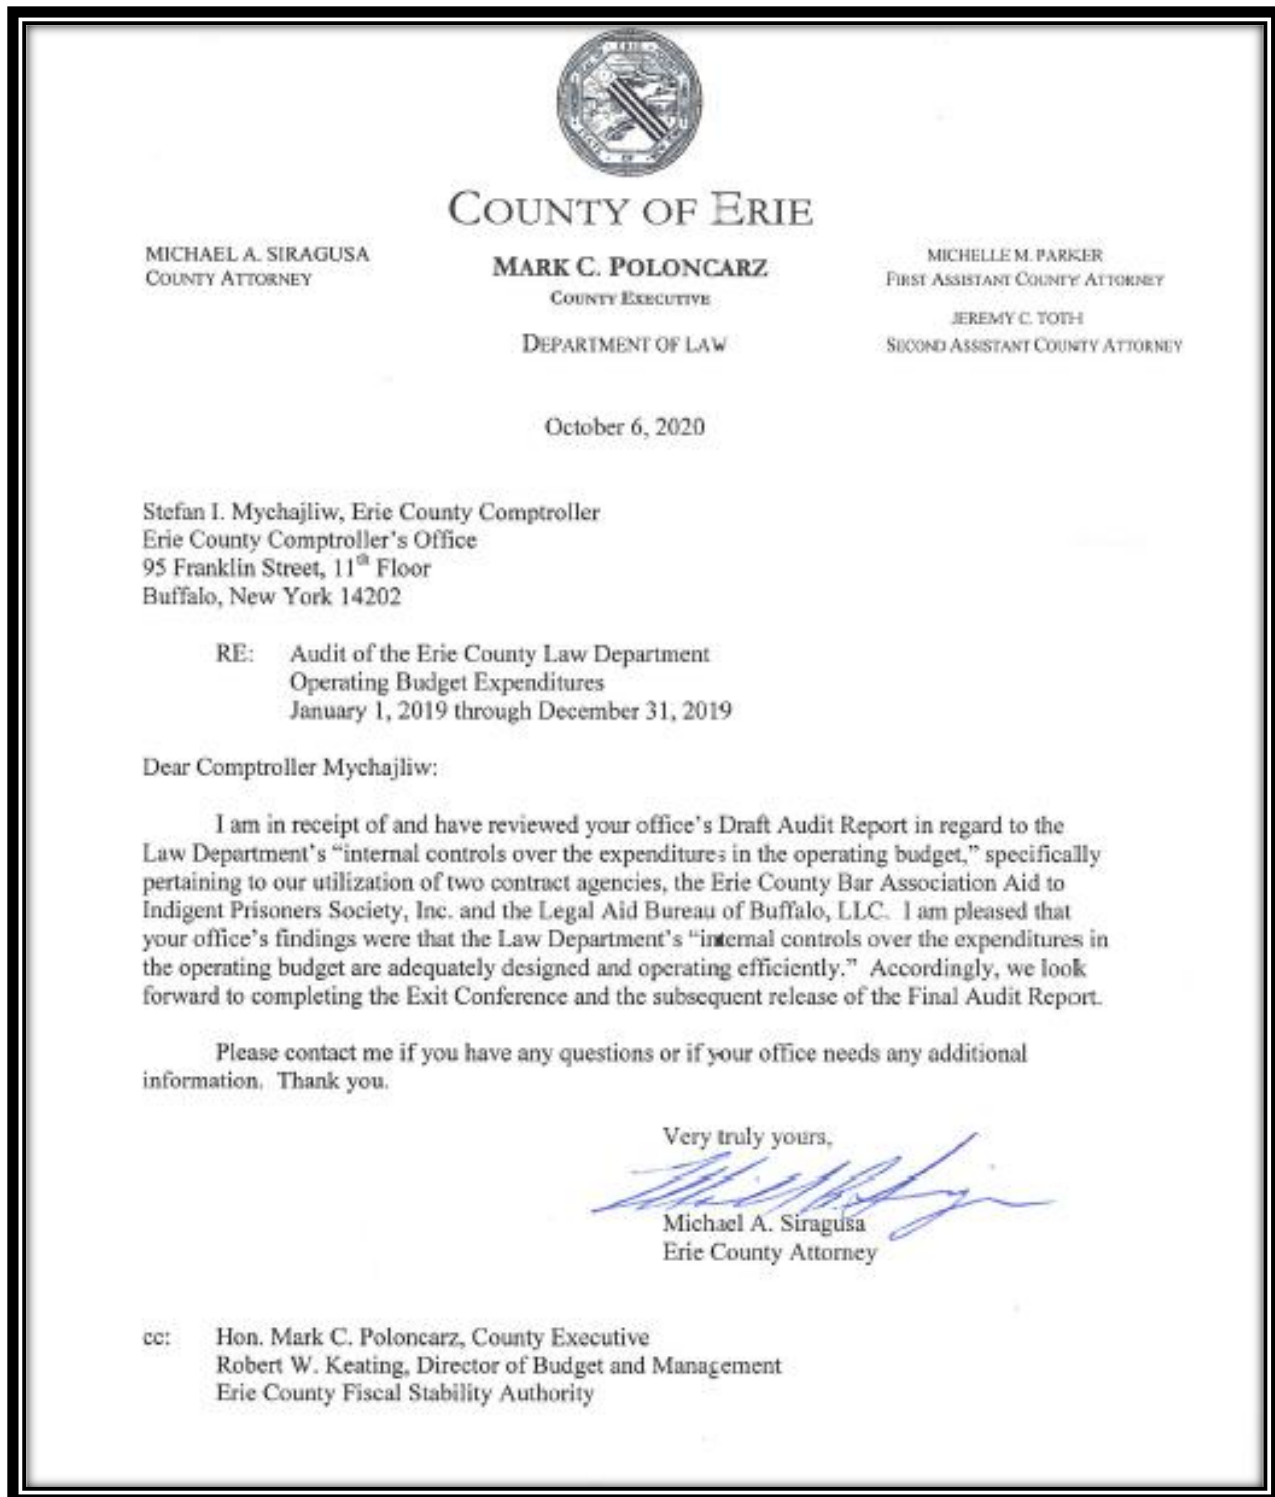 COUNTY OF ERIE
MICHAEL A. SIRAGUSA
COUNTY ATTORNEY
MARK C. POLONCARZ
COUNTY EXECUTIVE
DEPARTMENT OF LAW
MICHELLE M. PARKER
FIRST ASSISTANT COUNTY ATTORNEY
JEREMY C. TOTH
SECOND ASSISTANT COUNTY ATTORNEY
October 6, 2020
Stefan I. Mychajliw, Erie County Comptroller
Erie County Comptroller's Office
95 Franklin Street, 11th Floor
Buffalo, New York 14202
RE: Audit of the Erie County Law Department
Operating Budget Expenditures
January 1, 2019 through December 31, 2019
Dear Comptroller Mychajliw:
I am in receipt of and have reviewed your office's Draft Audit Report in regard to the
Law Department's “internal controls over the expenditures in the operating budget,” specifically
pertaining to our utilization of two contract agencies, the Erie County Bar Association Aid to
Indigent Prisoners Society, Inc. and the Legal Aid Bureau of Buffalo, LLC. I am pleased that
your office's findings were that the Law Department's “internal controls over the expenditures in
the operating budget are adequately designed and operating efficiently.” Accordingly, we look
forward to completing the Exit Conference and the subsequent release of the Final Audit Report.
Please contact me if you have any questions or if your office needs any additional
information. Thank you.
Very truly yours,
Michael A. Siragusa
Erie County Attorney
cc: Hon. Mark C. Poloncarz, County Executive
Robert W. Keating, Director of Budget and Management
Erie County Fiscal Stability Authority